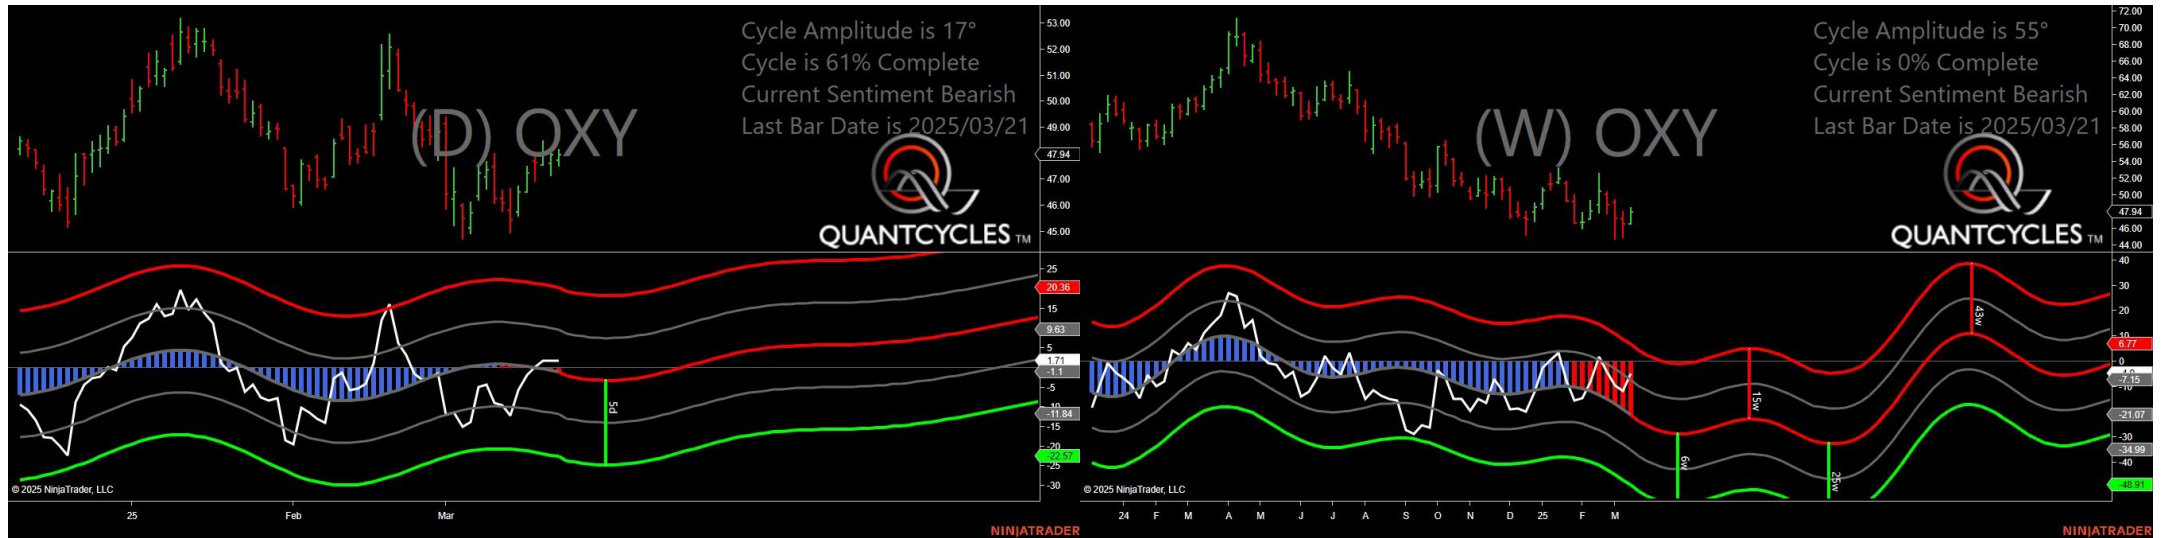 Cycle Amplitude is 17°
Cycle is 61% Complete
Current Sentiment Bearish
Last Bar Date is 2025/03/21
(D) OXY
QUANTCYCLES TM
53.00
52.00
51.00
50.00
49.00
47.94
47.00
46.00
45.00
25
20.36
15
9.63
5
1.71
-1.1
-5
-11.84
-15
-20
-22.57
-25
-30
5d
© 2025 NinjaTrader, LLC
25 Feb Mar
NINJATRADER
Cycle Amplitude is 55°
Cycle is 0% Complete
Current Sentiment Bearish
Last Bar Date is 2025/03/21
(W) OXY
QUANTCYCLES TM
72.00
70.00
68.00
66.00
64.00
62.00
60.00
58.00
56.00
54.00
52.00
50.00
47.94
46.00
44.00
40
30
20
10
6.77
0
-7.15
-21.07
-30
-34.99
-40
-48.91
6w
15w
25w
43w
© 2025 NinjaTrader, LLC
24 F M A M J J A S O N D 25 F M
NINJATRADER